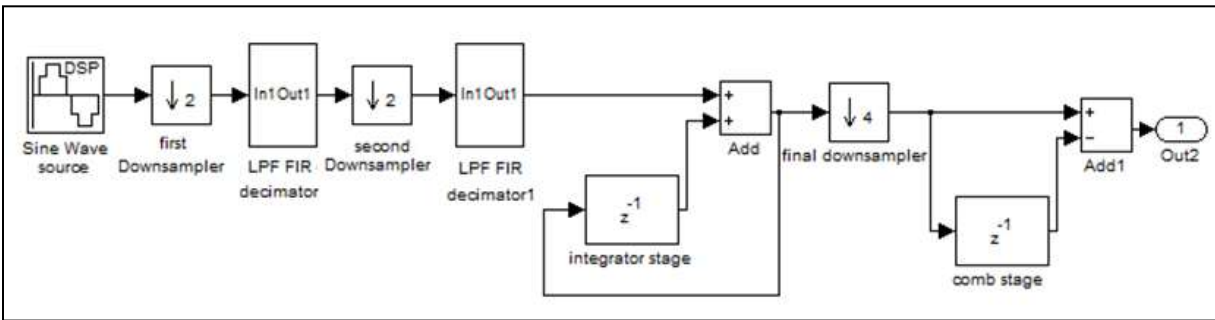 DSP
Sine Wave
source
↓ 2
first
Downsampler
In1Out1
LPF FIR
decimator
↓ 2
second
Downsampler
In1Out1
LPF FIR
decimator1
+
+
Add
z-1
integrator stage
↓ 4
final downsampler
z-1
comb stage
+
−
Add1
1
Out2